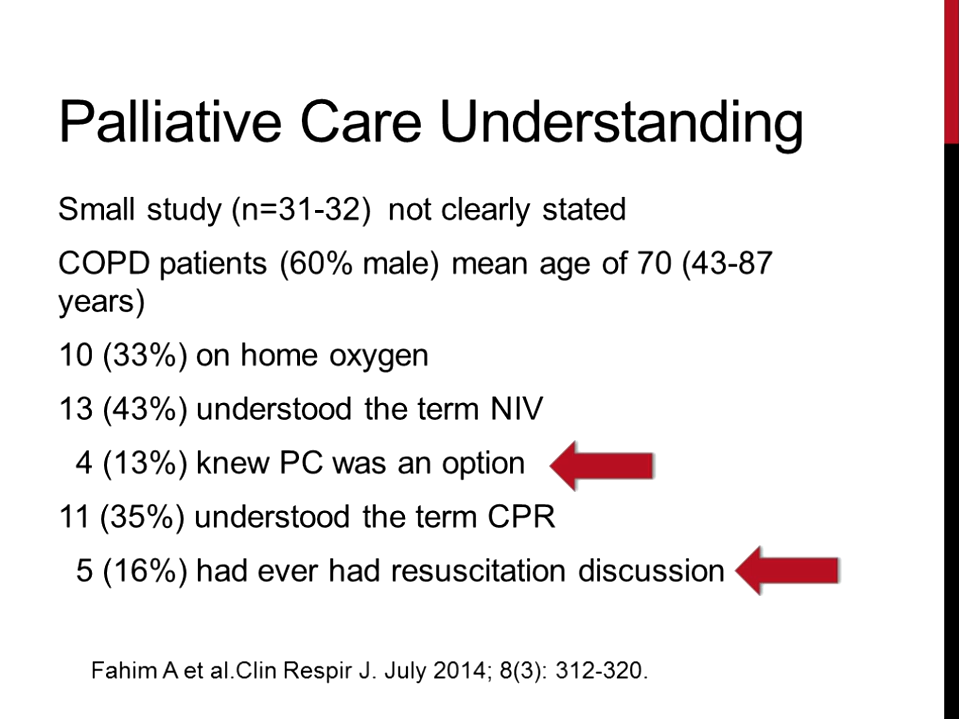 Palliative Care Understanding
Small study (n=31-32)  not clearly stated
COPD patients (60% male) mean age of 70 (43-87
years)
10 (33%) on home oxygen
13 (43%) understood the term NIV
4 (13%) knew PC was an option
11 (35%) understood the term CPR
5 (16%) had ever had resuscitation discussion
Fahim A et al.Clin Respir J. July 2014; 8(3): 312-320.